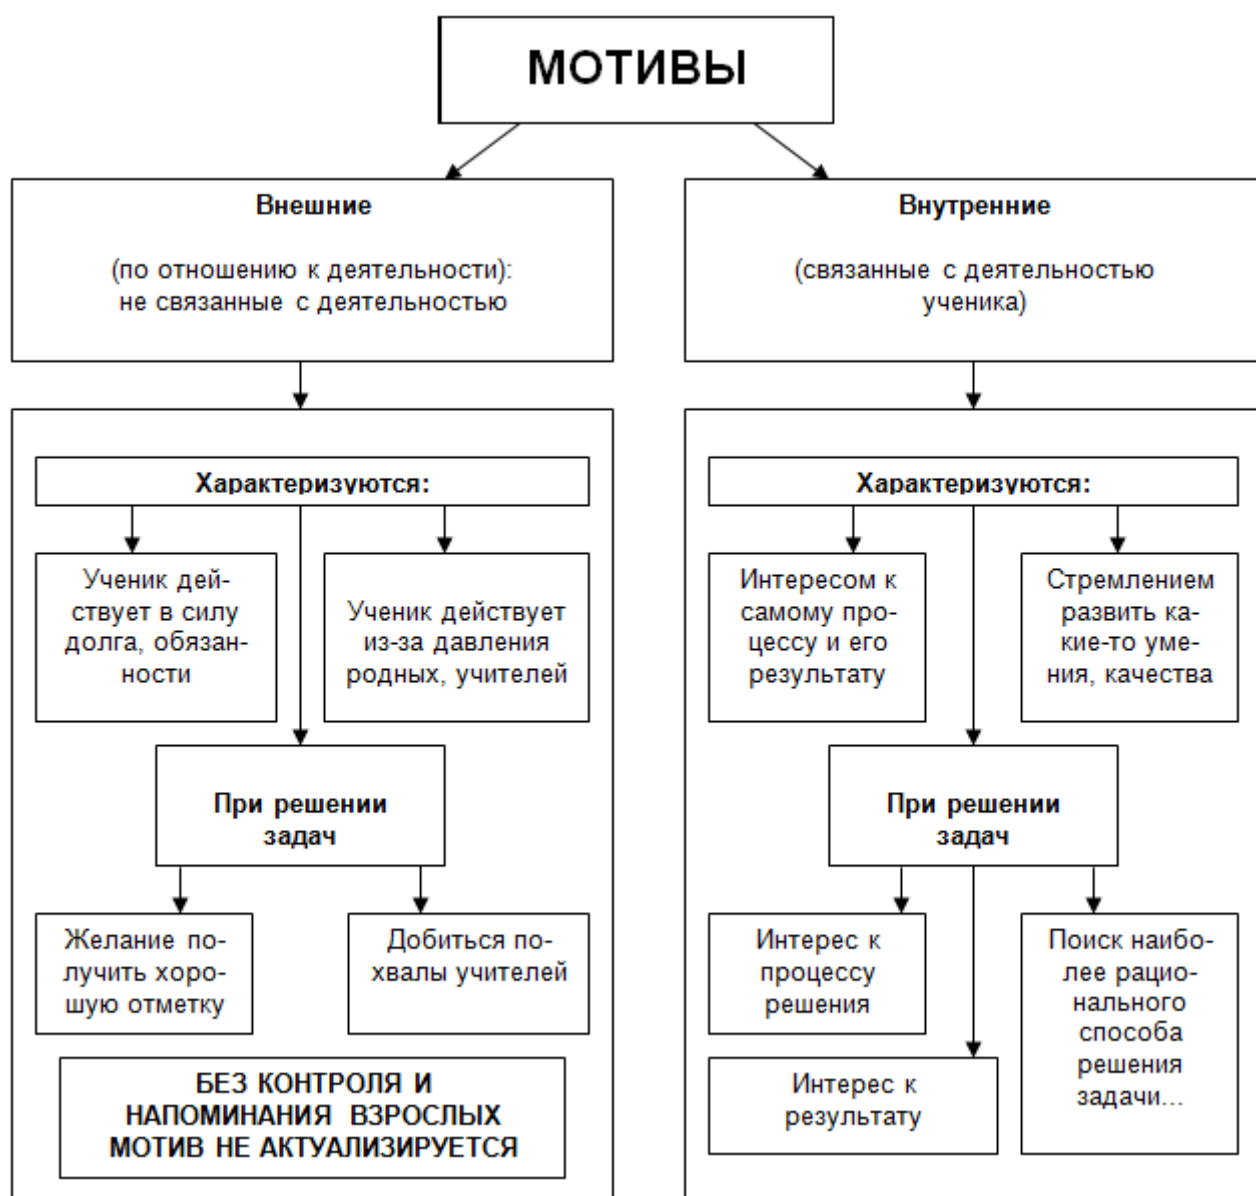 МОТИВЫ
Внешние
(по отношению к деятельности):
не связанные с деятельностью
Внутренние
(связанные с деятельностью
ученика)
Характеризуются:
Ученик дей-
ствует в силу
долга, обязан-
ности
Ученик действует
из-за давления
родных, учителей
При решении
задач
Желание по-
лучить хоро-
шую отметку
Добиться по-
хвалы учителей
БЕЗ КОНТРОЛЯ И
НАПОМИНАНИЯ ВЗРОСЛЫХ
МОТИВ НЕ АКТУАЛИЗИРУЕТСЯ
Характеризуются:
Интересом к
самому про-
цессу и его
результату
Стремлением
развить ка-
кие-то уме-
ния, качества
При решении
задач
Интерес к
процессу
решения
Интерес к
результату
Поиск наибо-
лее рацио-
нального
способа
решения
задачи...